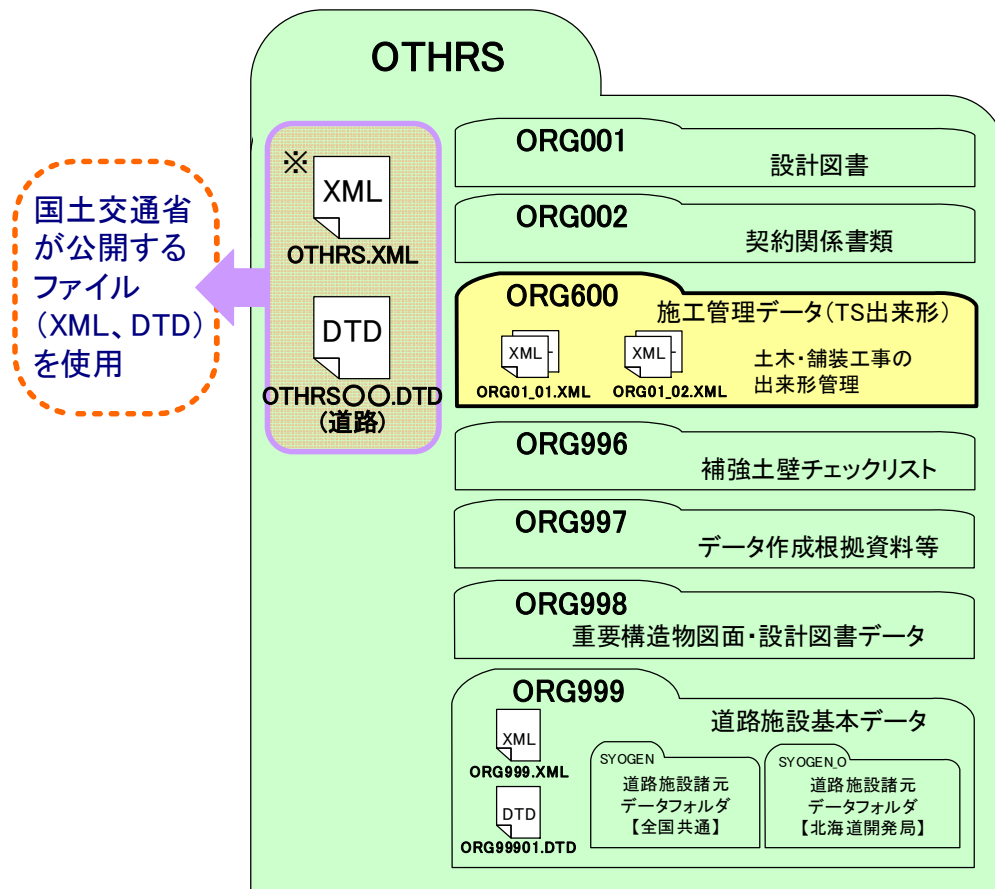 OTHRS
国土交通省
が公開する
ファイル
(XML、DTD)
を使用
※
XML
OTHRS.XML
DTD
OTHRS〇〇.DTD
(道路)
ORG001
設計図書
ORG002
契約関係書類
ORG600
施工管理データ(TS出来形)
XML
ORG01_01.XML
XML
ORG01_02.XML
土木・舗装工事の
出来形管理
ORG996
補強土壁チェックリスト
ORG997
データ作成根拠資料等
ORG998
重要構造物図面・設計図書データ
ORG999
道路施設基本データ
XML
ORG999.XML
DTD
ORG99901.DTD
SYOGEN
道路施設諸元
データフォルダ
【全国共通】
SYOGEN_O
道路施設諸元
データフォルダ
【北海道開発局】